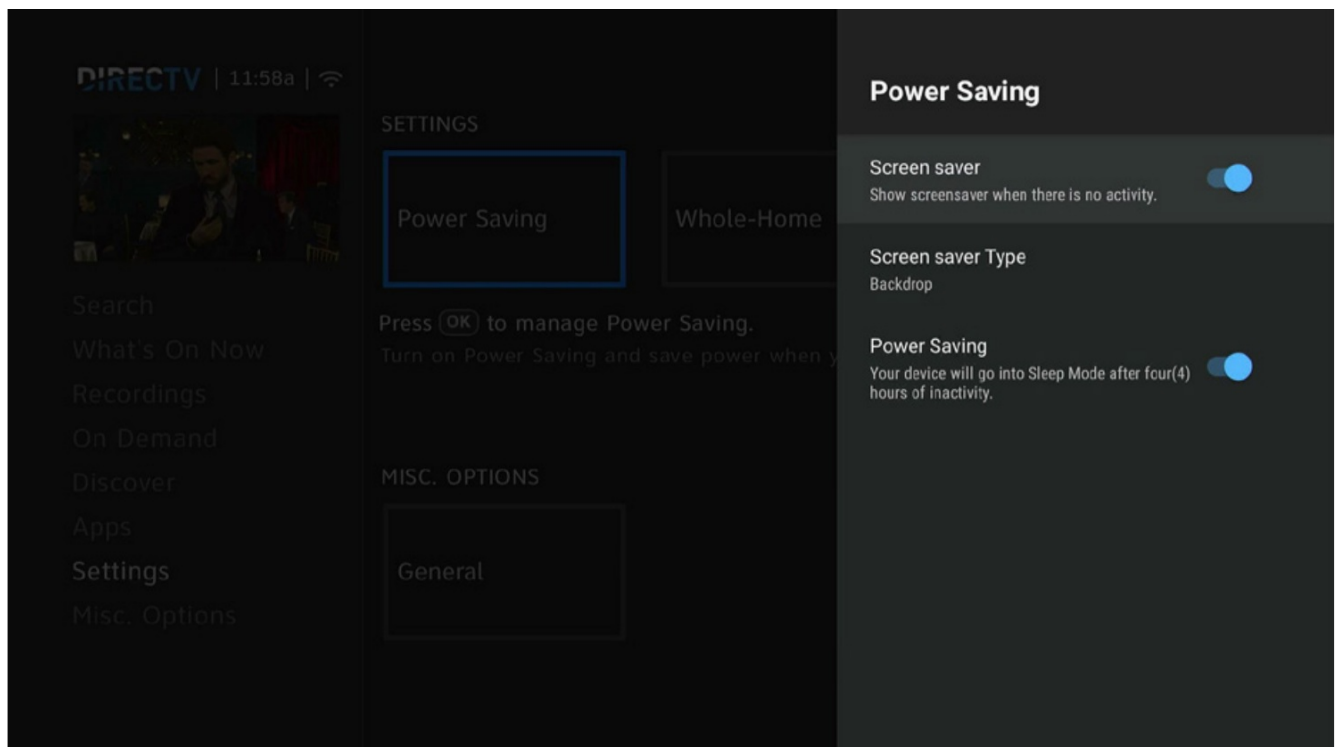 DIRECTV | 11:58a |
Search
What's On Now
Recordings
On Demand
Discover
Apps
Settings
Misc. Options
SETTINGS
Power Saving
Whole-Home
Press OK to manage Power Saving.
Turn on Power Saving and save power when y
MISC. OPTIONS
General
Power Saving
Screen saver
Show screensaver when there is no activity.
Screen saver Type
Backdrop
Power Saving
Your device will go into Sleep Mode after four(4)
hours of inactivity.